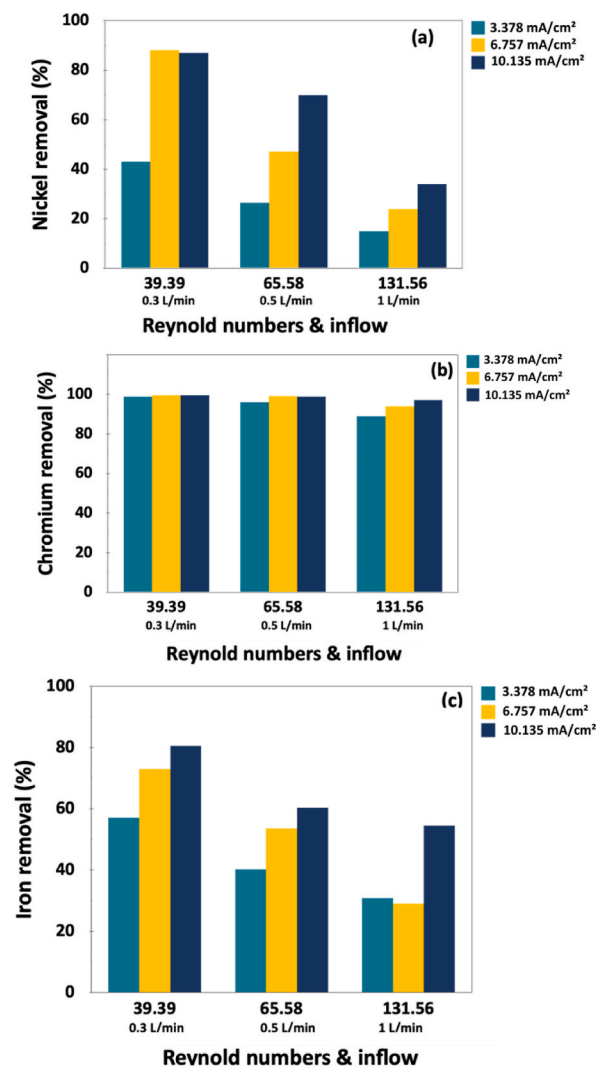 (a)
3.378 mA/cm²
6.757 mA/cm²
10.135 mA/cm²
Nickel removal (%)
100
80
60
40
20
0
39.39 65.58 131.56
0.3 L/min 0.5 L/min 1 L/min
Reynold numbers & inflow
(b)
3.378 mA/cm²
6.757 mA/cm²
10.135 mA/cm²
Chromium removal (%)
100
80
60
40
20
0
39.39 65.58 131.56
0.3 L/min 0.5 L/min 1 L/min
Reynold numbers & inflow
(c)
3.378 mA/cm²
6.757 mA/cm²
10.135 mA/cm²
Iron removal (%)
100
80
60
40
20
0
39.39 65.58 131.56
0.3 L/min 0.5 L/min 1 L/min
Reynold numbers & inflow